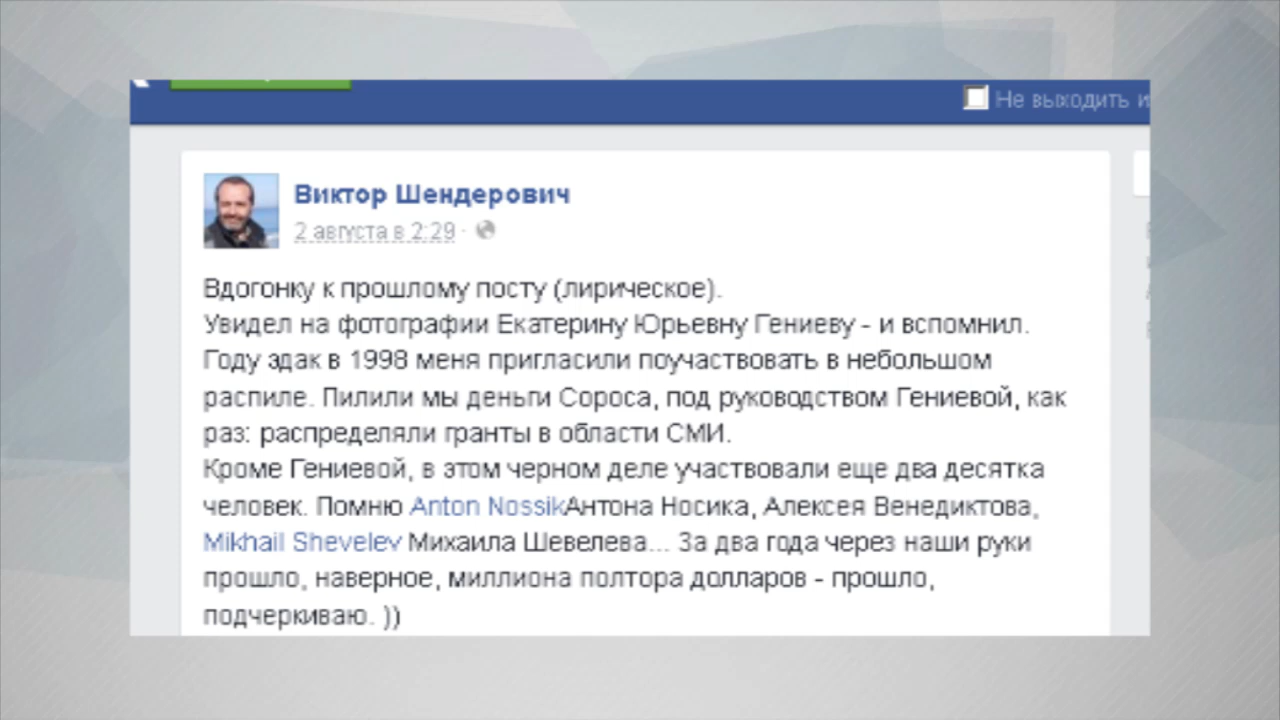 Не выходить и
Виктор Шендерович
2 августа в 2:29 ·
Вдогонку к прошлому посту (лирическое).
Увидел на фотографии Екатерину Юрьевну Гениеву - и вспомнил.
Году эдак в 1998 меня пригласили поучаствовать в небольшом
распиле. Пилили мы деньги Сороса, под руководством Гениевой, как
раз: распределяли гранты в области СМИ.
Кроме Гениевой, в этом черном деле участвовали еще два десятка
человек. Помню Anton NossikАнтона Носика, Алексея Венедиктова,
Mikhail Shevelev Михаила Шевелева... За два года через наши руки
прошло, наверное, миллиона полтора долларов - прошло,
подчеркиваю. ))